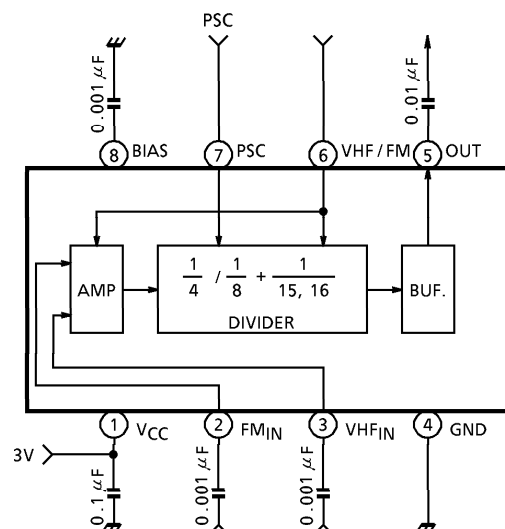 PSC
0.001 μF
0.01 μF
8 BIAS
7 PSC
6 VHF / FM
5 OUT
AMP
1/4 / 1/8 + 1/15, 16
DIVIDER
BUF.
1 VCC
2 FMIN
3 VHFIN
4 GND
3V
0.1 μF
0.001 μF
0.001 μF